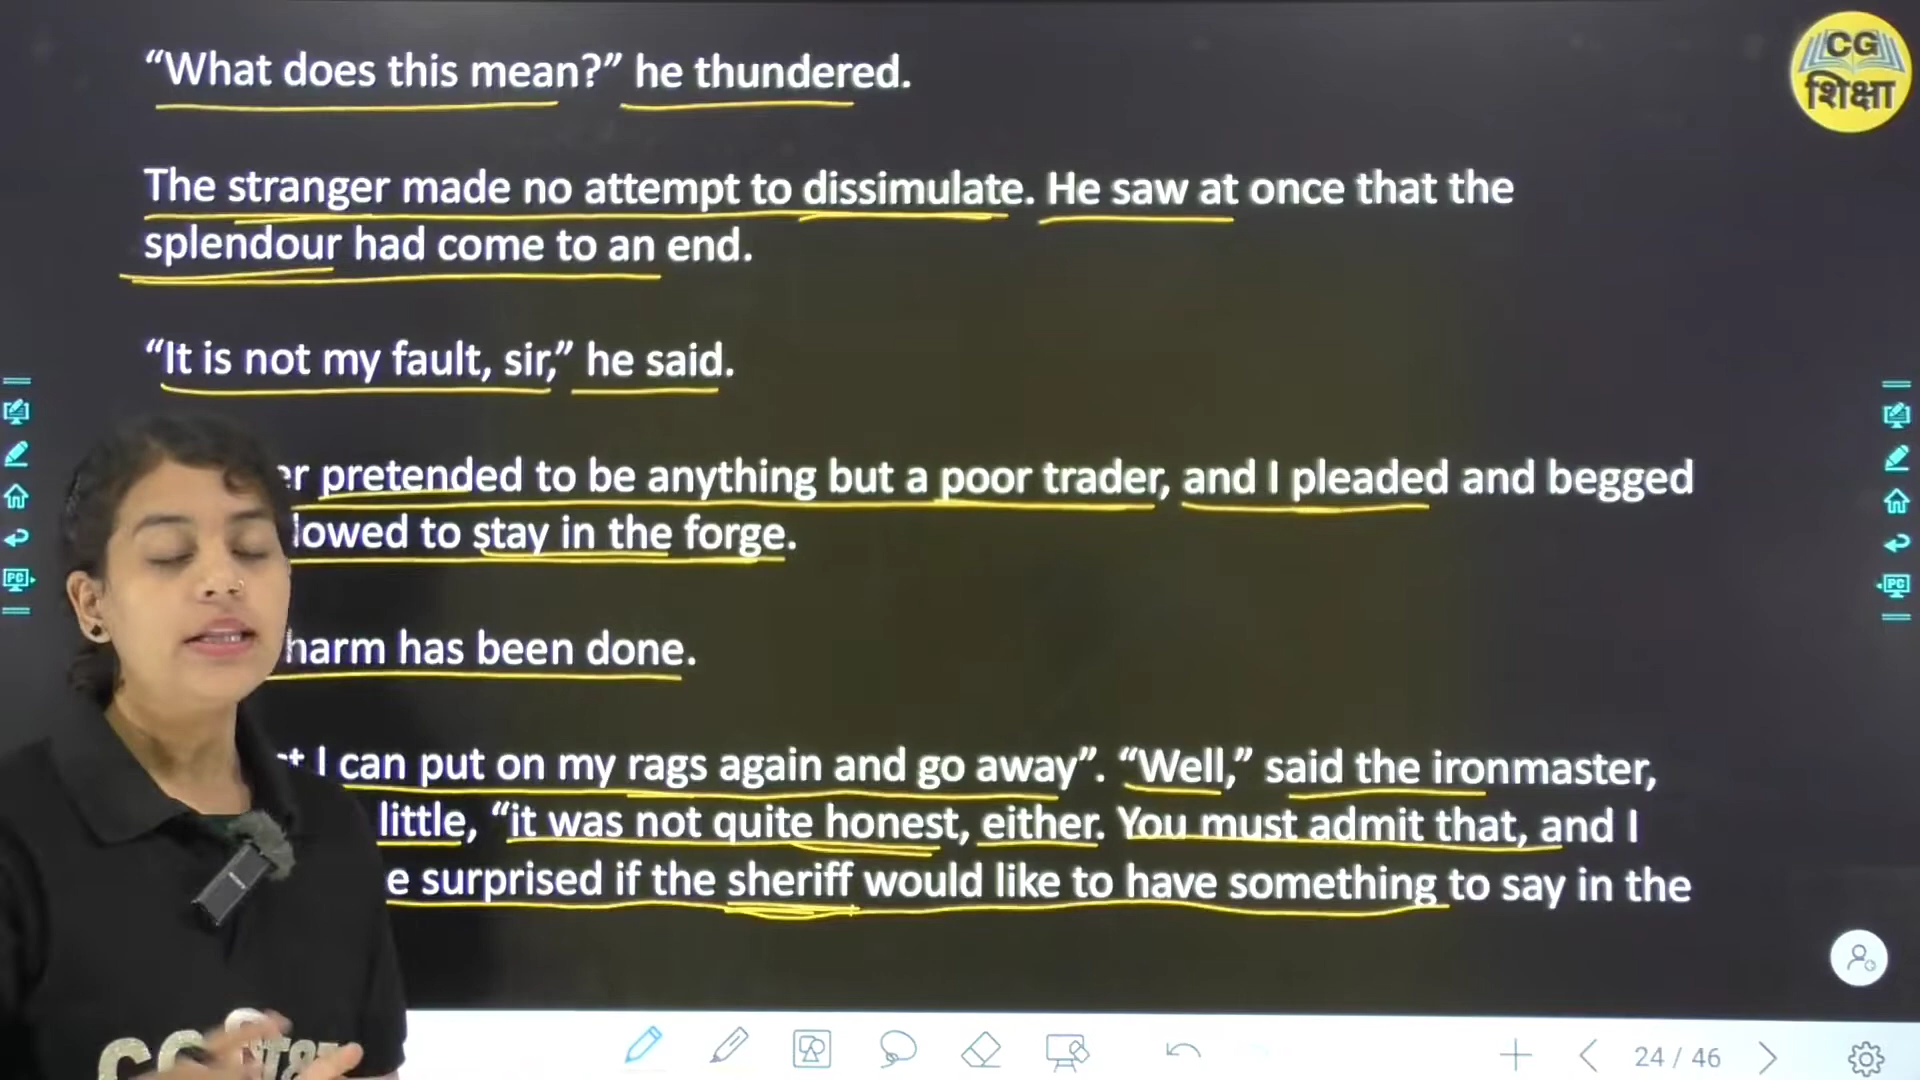 “What does this mean?” he thundered.
The stranger made no attempt to dissimulate. He saw at once that the
splendour had come to an end.
“It is not my fault, sir,” he said.
pretended to be anything but a poor trader, and I pleaded and begged
to stay in the forge.
harm has been done.
I can put on my rags again and go away”. “Well,” said the ironmaster,
little, “it was not quite honest, either. You must admit that, and I
surprised if the sheriff would like to have something to say in the
CG
शिक्षा
PC
PC
24 / 46